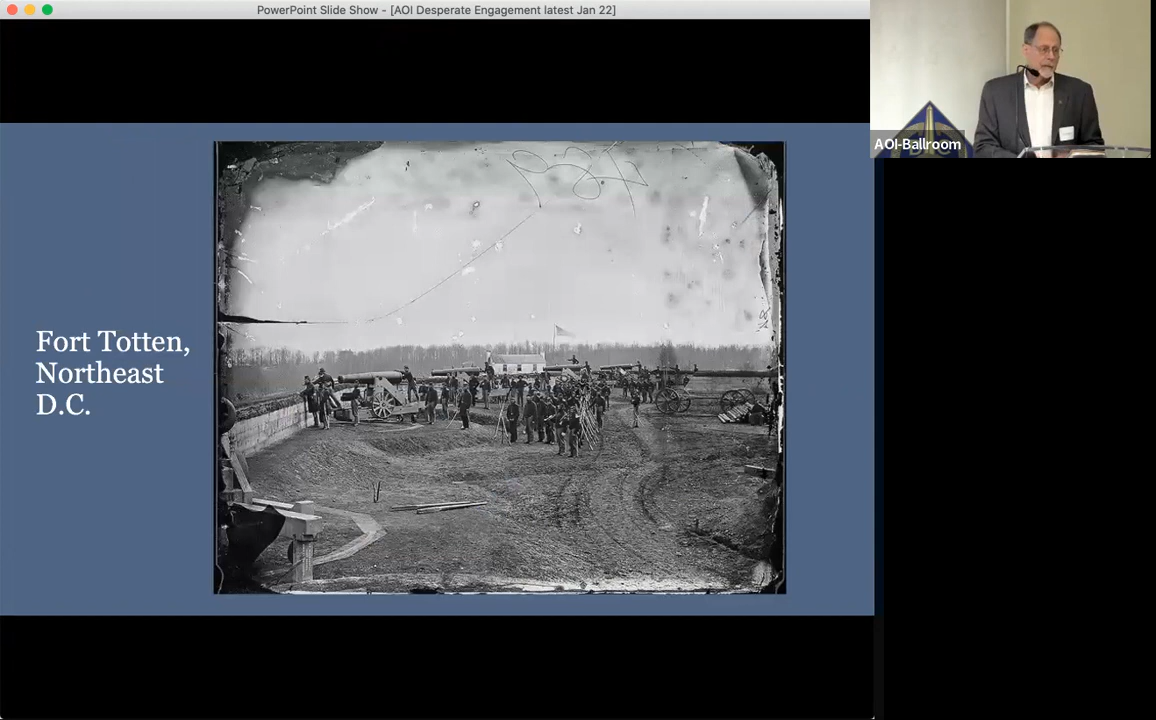 PowerPoint Slide Show - [AOI Desperate Engagement latest Jan 22]
AOI-Ballroom
Fort Totten,
Northeast
D.C.